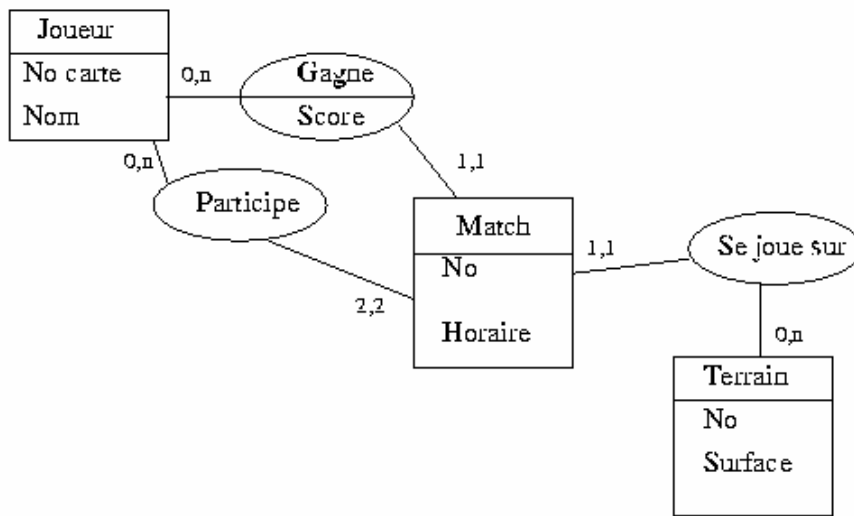 Joueur
No carte
Nom
0,n
Gagne
Score
0,n
1,1
Participe
Match
No
Horaire
2,2
1,1
Se joue sur
0,n
Terrain
No
Surface